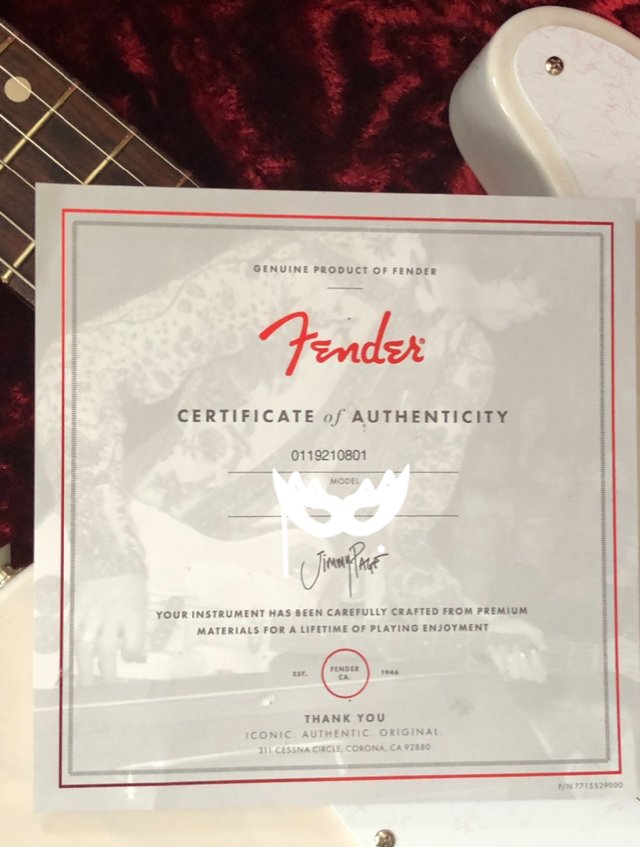 GENUINE PRODUCT OF FENDER
Fender
CERTIFICATE of AUTHENTICITY
0119210801
MODEL
Jimmy Page
YOUR INSTRUMENT HAS BEEN CAREFULLY CRAFTED FROM PREMIUM
MATERIALS FOR A LIFETIME OF PLAYING ENJOYMENT
EST. FENDER CA. 1946
THANK YOU
ICONIC. AUTHENTIC. ORIGINAL.
311 CESSNA CIRCLE, CORONA, CA 92880
P/N 7715529000